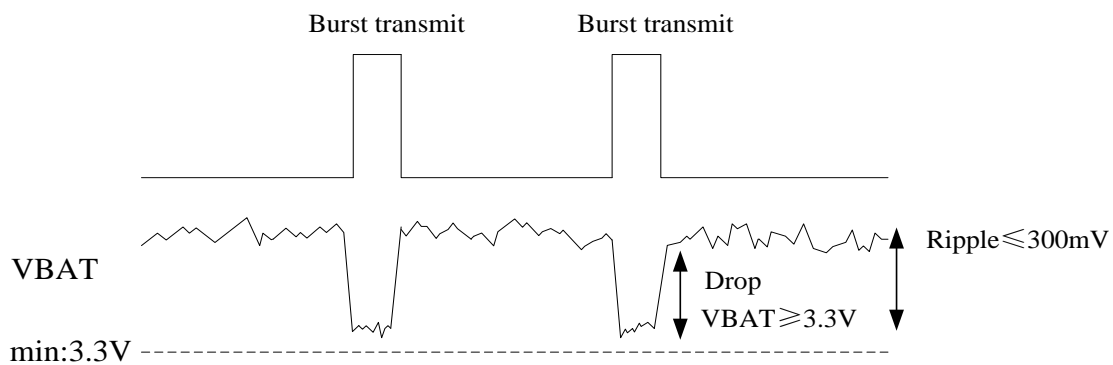 Burst transmit
Burst transmit
Ripple≤300mV
VBAT
Drop
VBAT≥3.3V
min:3.3V